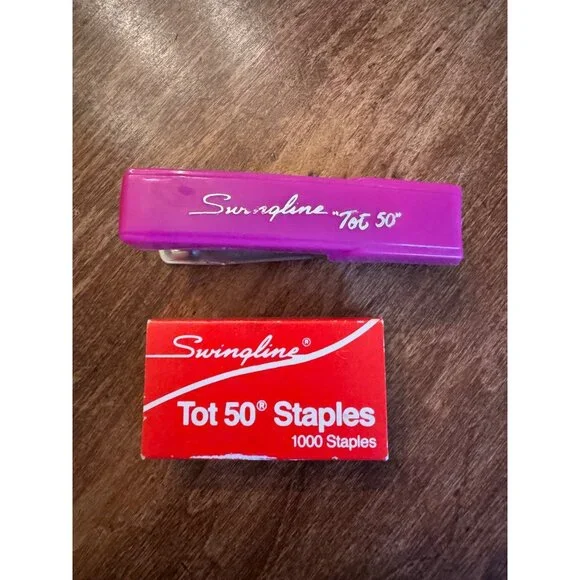 Swingline "Tot 50"
Swingline®
Tot 50® Staples
1000 Staples